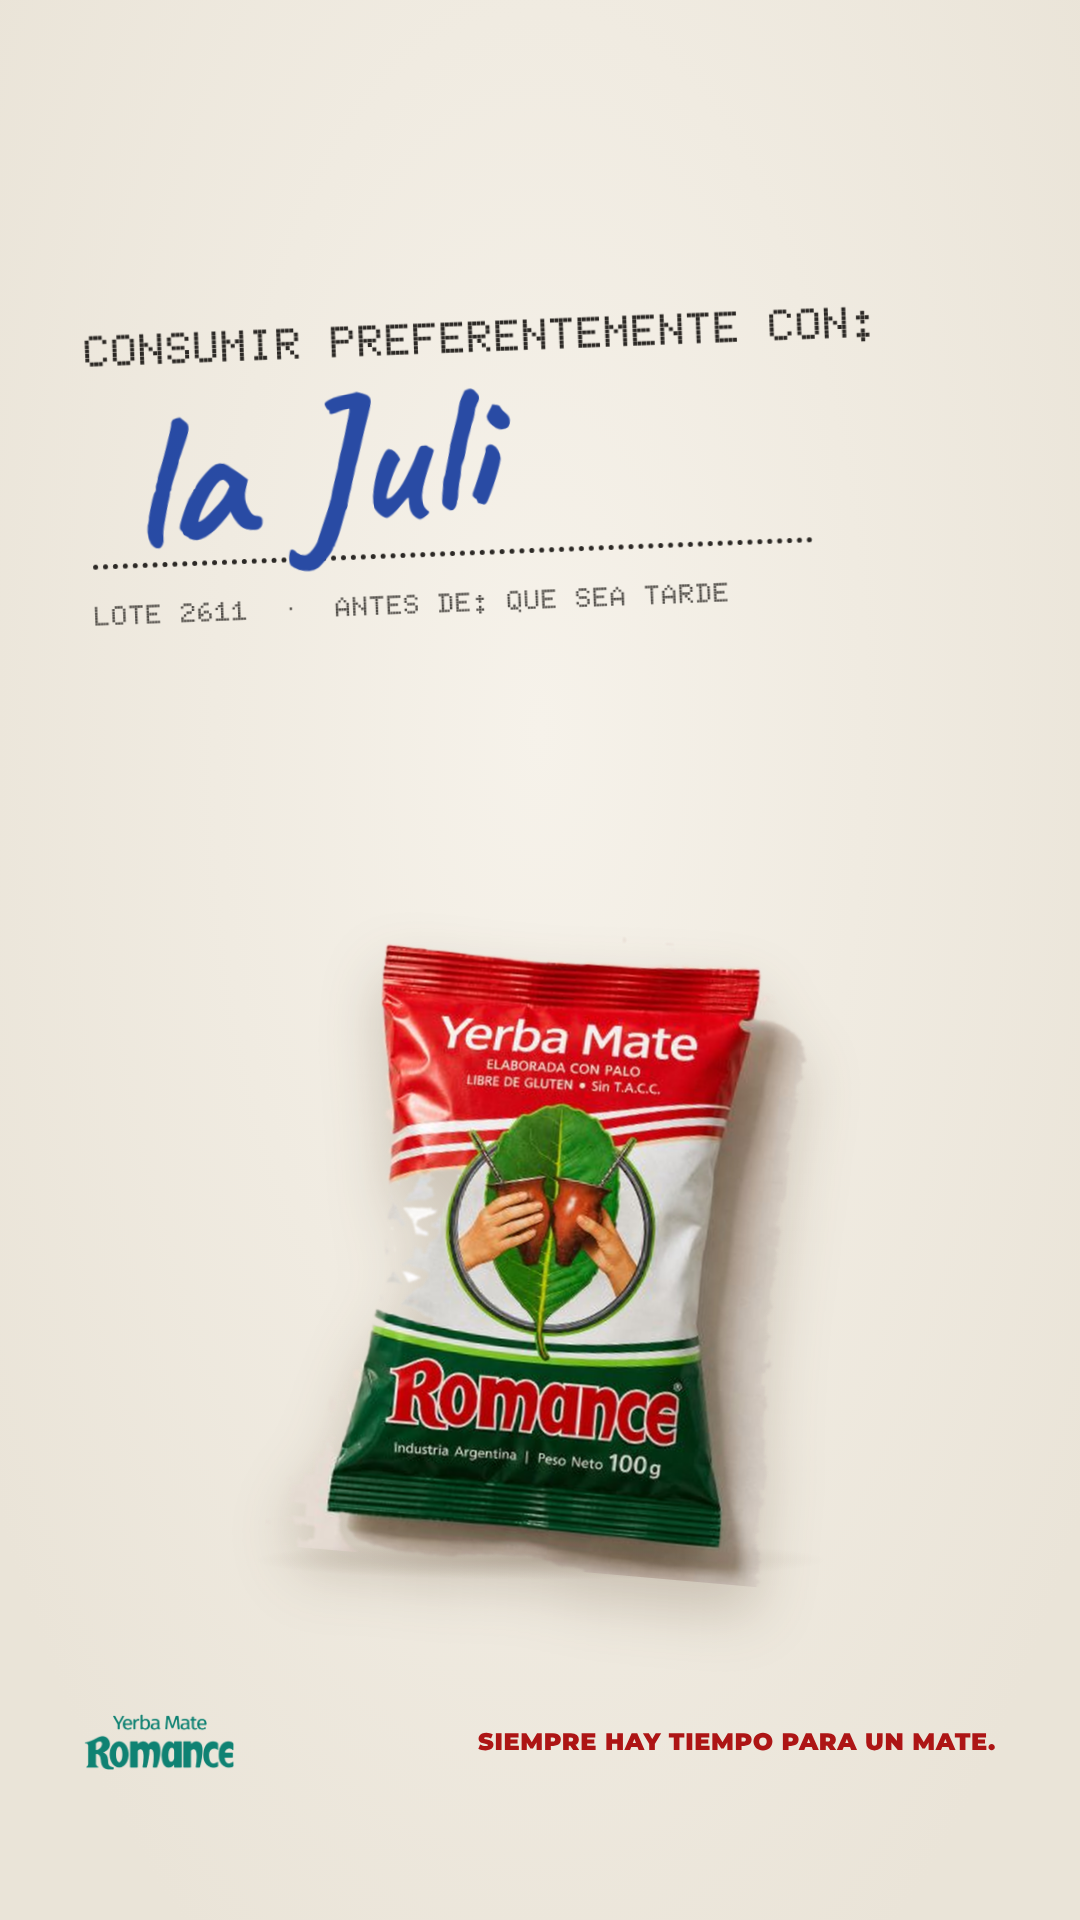 CONSUMIR PREFERENTEMENTE CON:
la Juli
LOTE 2611 · ANTES DE: QUE SEA TARDE
Yerba Mate
ELABORADA CON PALO
LIBRE DE GLUTEN • Sin T.A.C.C.
Romance®
Industria Argentina | Peso Neto 100g
Yerba Mate
Romance
SIEMPRE HAY TIEMPO PARA UN MATE.